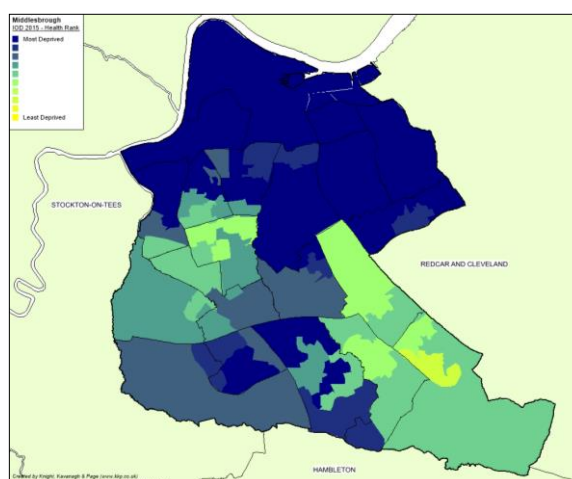 Middlesbrough
IOD 2015 - Health Rank
Most Deprived
Least Deprived
STOCKTON-ON-TEES
REDCAR AND CLEVELAND
HAMBLETON
Created by Knight, Kavanagh & Page (www.kkp.co.uk)